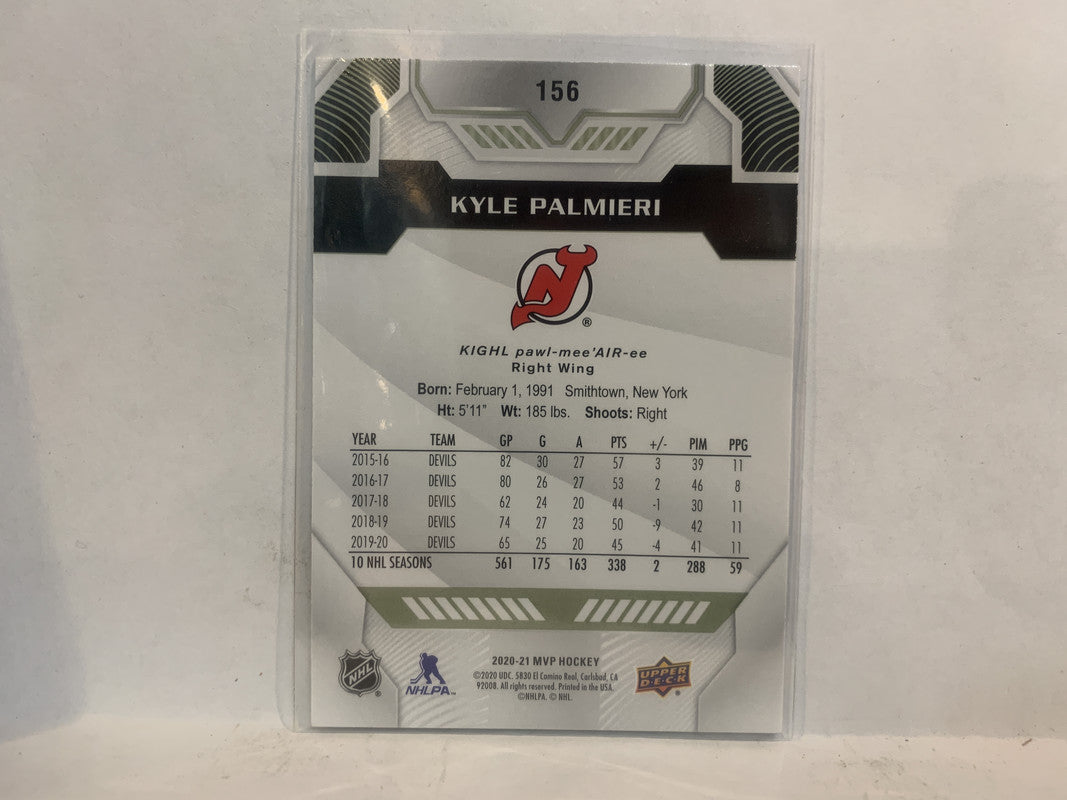 156
KYLE PALMIERI
NJ
®
KIGHL pawl-mee'AIR-ee
Right Wing
Born: February 1, 1991 Smithtown, New York
Ht: 5'11" Wt: 185 lbs. Shoots: Right
YEAR TEAM GP G A PTS +/- PIM PPG
2015-16 DEVILS 82 30 27 57 3 39 11
2016-17 DEVILS 80 26 27 53 2 46 8
2017-18 DEVILS 62 24 20 44 -1 30 11
2018-19 DEVILS 74 27 23 50 -9 42 11
2019-20 DEVILS 65 25 20 45 -4 41 11
10 NHL SEASONS 561 175 163 338 2 288 59
NHL ®
NHLPA™
2020-21 MVP HOCKEY
©2020 UDC. 5830 El Camino Real, Carlsbad, CA
92008. All rights reserved. Printed in the USA.
©NHLPA. © NHL.
UPPER
DECK ®